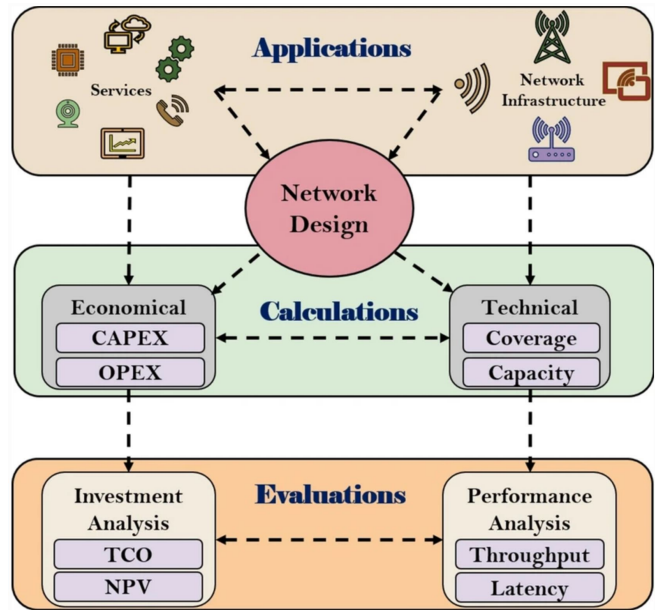 Applications
Services
Network
Infrastructure
Network
Design
Calculations
Economical
CAPEX
OPEX
Technical
Coverage
Capacity
Evaluations
Investment
Analysis
TCO
NPV
Performance
Analysis
Throughput
Latency